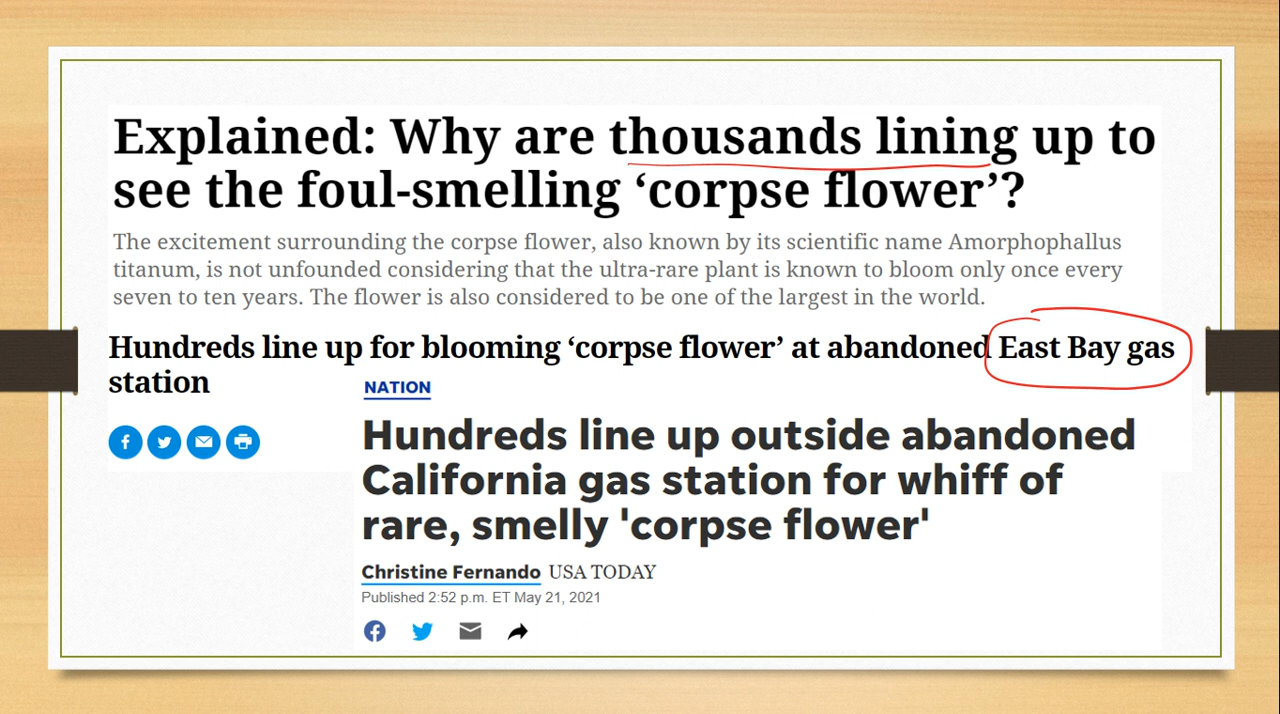 Explained: Why are thousands lining up to
see the foul-smelling ‘corpse flower’?
The excitement surrounding the corpse flower, also known by its scientific name Amorphophallus
titanum, is not unfounded considering that the ultra-rare plant is known to bloom only once every
seven to ten years. The flower is also considered to be one of the largest in the world.
Hundreds line up for blooming ‘corpse flower’ at abandoned East Bay gas
station
NATION
Hundreds line up outside abandoned
California gas station for whiff of
rare, smelly 'corpse flower'
Christine Fernando USA TODAY
Published 2:52 p.m. ET May 21, 2021